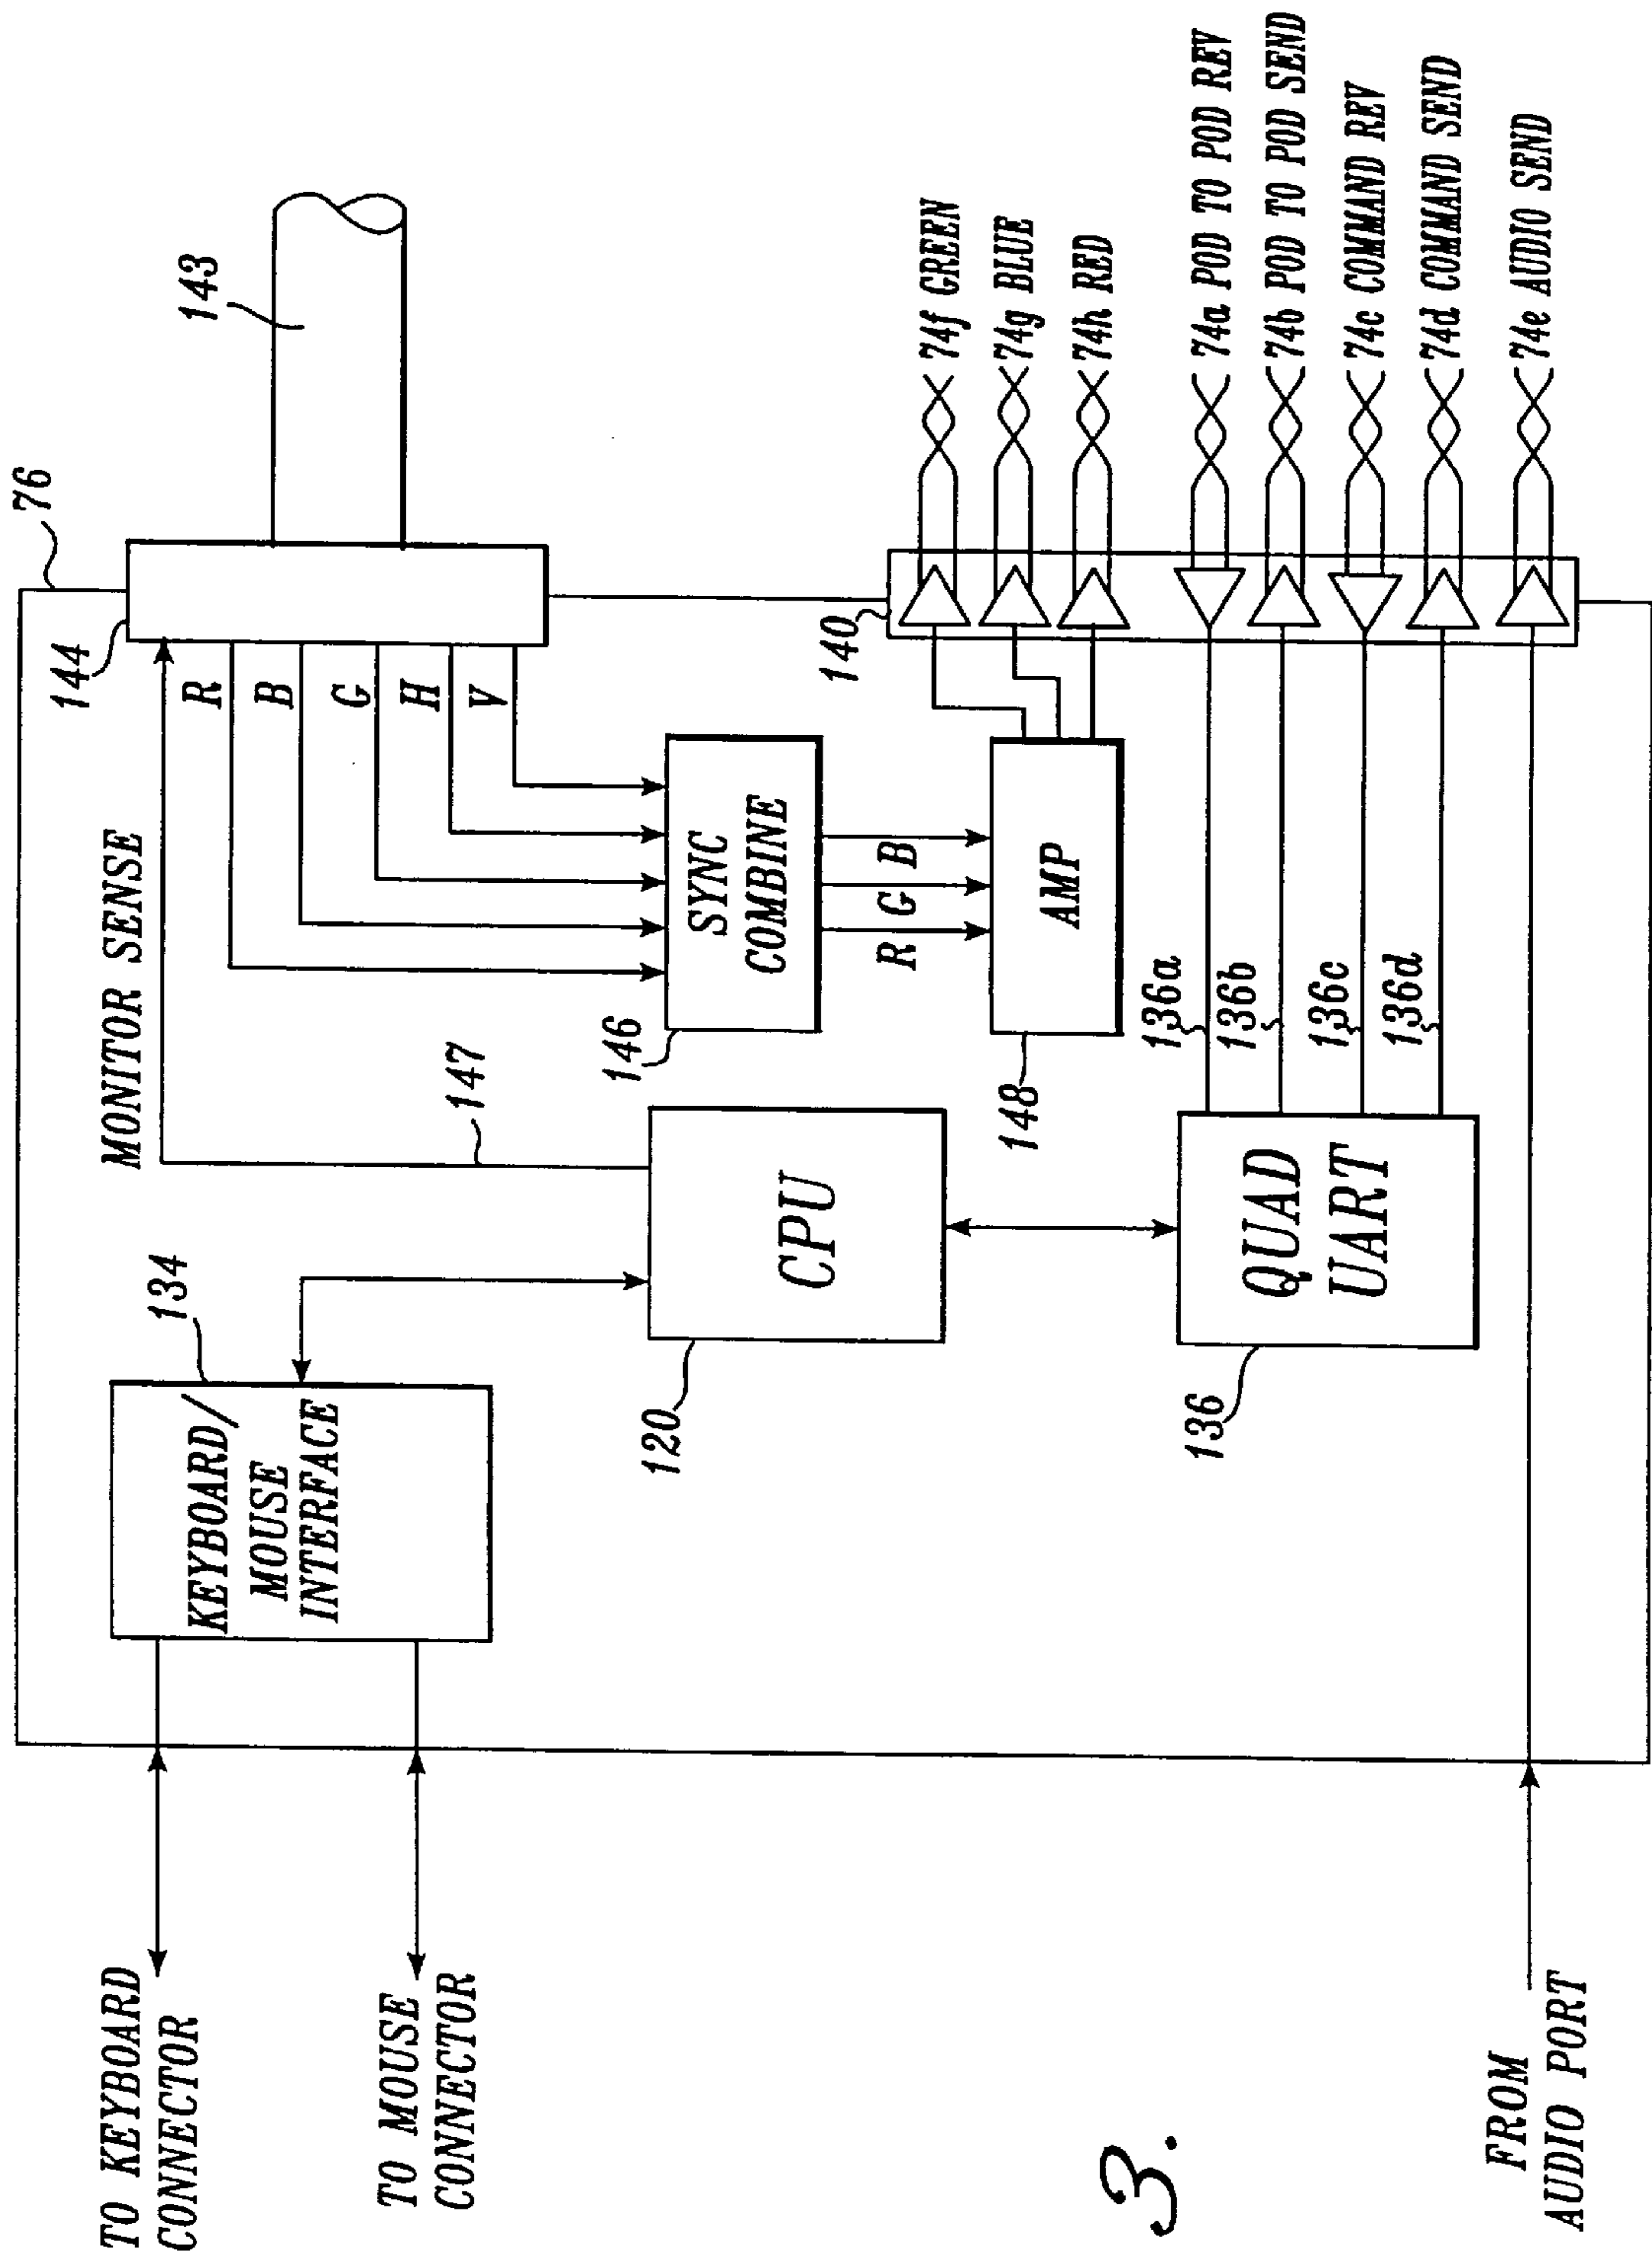 TO KEYBOARD
CONNECTOR
TO MOUSE
CONNECTOR
FROM
AUDIO PORT
KEYBOARD/
MOUSE
INTERFACE
134
MONITOR SENSE
147
144
76
143
R
B
G
H
V
SYNC
COMBINE
146
R G B
AMP
148
CPU
120
QUAD
UART
136
136a
136b
136c
136d
140
74f GREEN
74g BLUE
74h RED
74a POD TO POD REV
74b POD TO POD SEND
74c COMMAND REV
74d COMMAND SEND
74e AUDIO SEND
3.